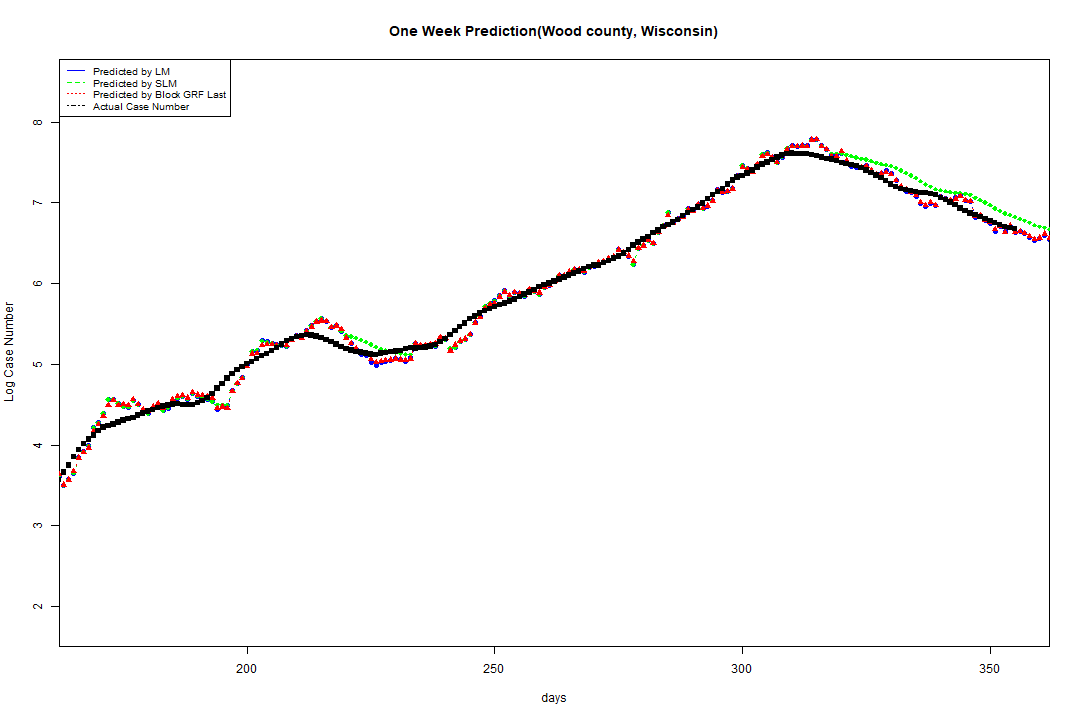 One Week Prediction(Wood county, Wisconsin)
Predicted by LM
Predicted by SLM
Predicted by Block GRF Last
Actual Case Number
8
7
6
5
4
3
2
Log Case Number
200 250 300 350
days